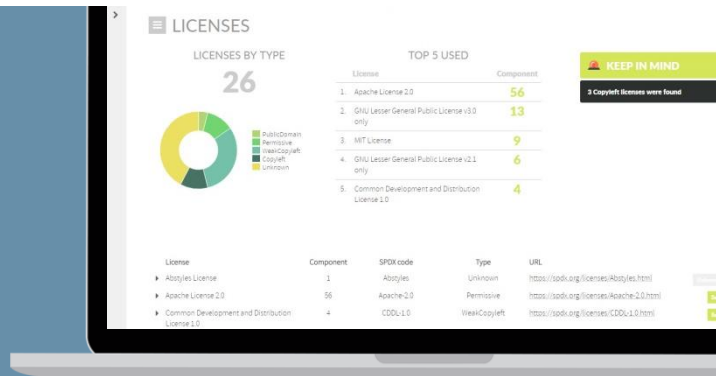 LICENSES
LICENSES BY TYPE
26
PublicDomain
Permissive
WeakCopyleft
Copyleft
Unknown
TOP 5 USED
License Component
1. Apache License 2.0 56
2. GNU Lesser General Public License v3.0 only 13
3. MIT License 9
4. GNU Lesser General Public License v2.1 only 6
5. Common Development and Distribution License 1.0 4
KEEP IN MIND
3 Copyleft licenses were found
License Component SPDX code Type URL
Abstyles License 1 Abstyles Unknown https://spdx.org/licenses/Abstyles.html
Apache License 2.0 56 Apache-2.0 Permissive https://spdx.org/licenses/Apache-2.0.html
Common Development and Distribution License 1.0 4 CDDL-1.0 WeakCopyleft https://spdx.org/licenses/CDDL-1.0.html